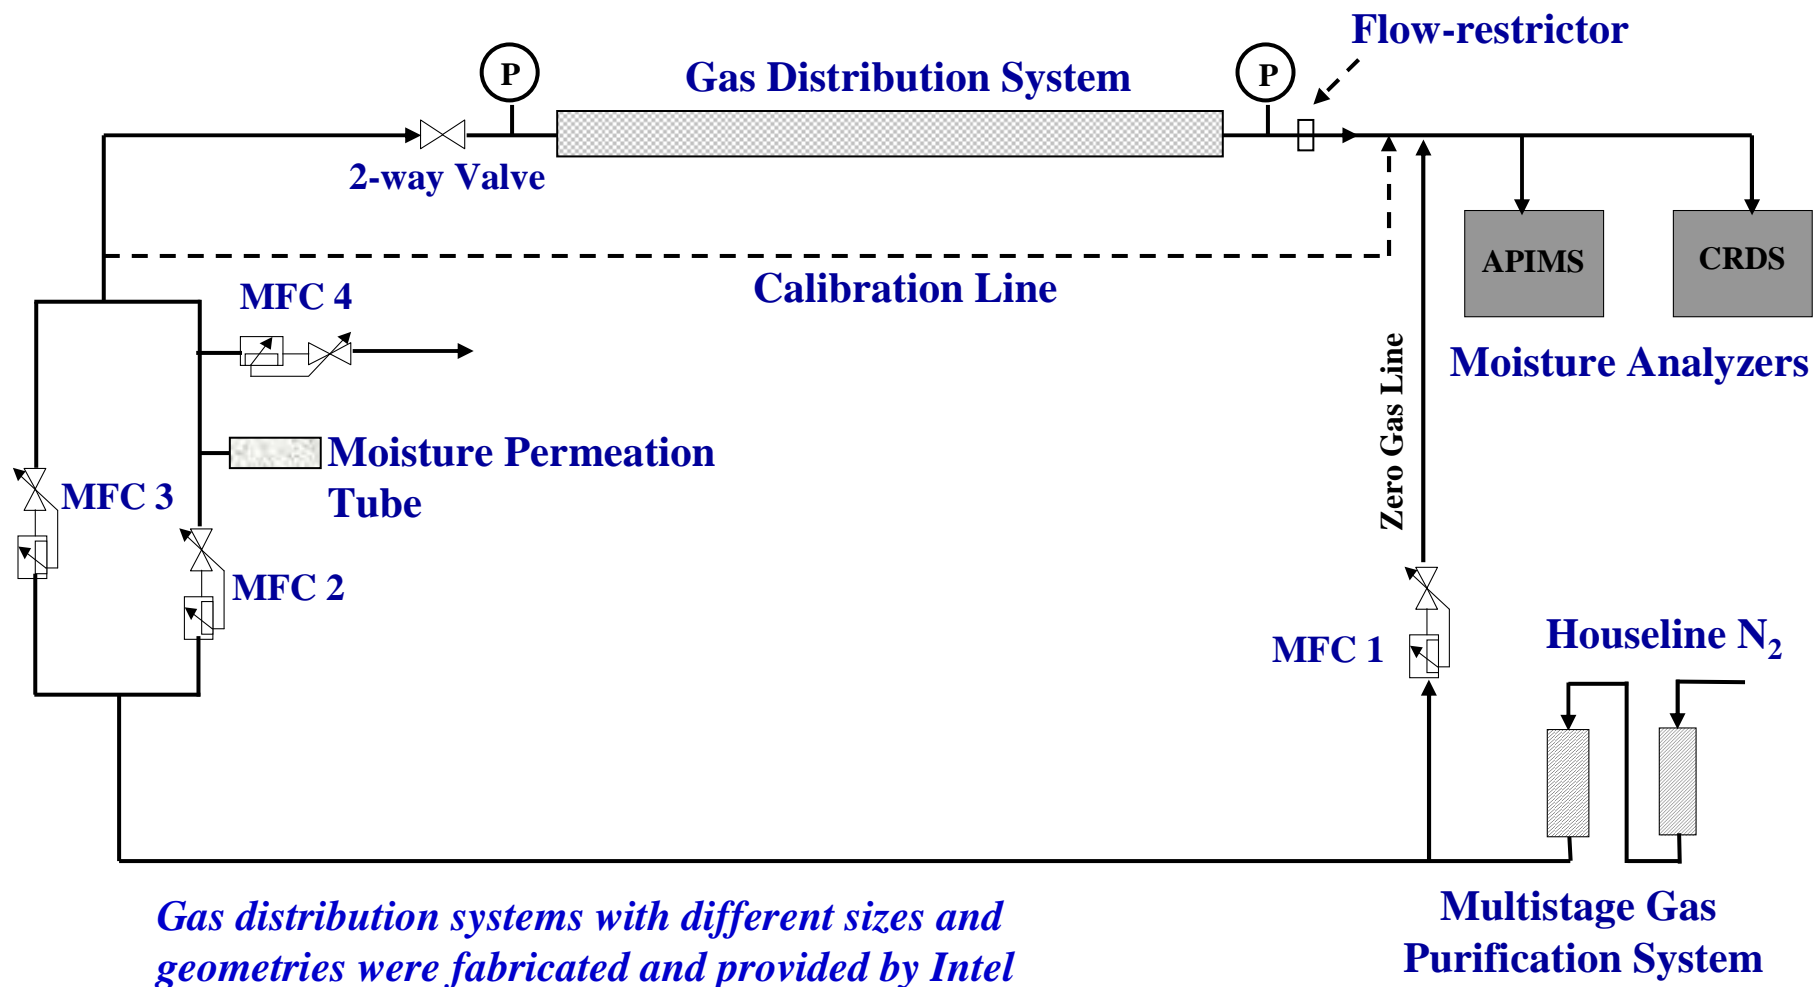 Flow-restrictor
P
Gas Distribution System
P
2-way Valve
APIMS
CRDS
Calibration Line
MFC 4
Moisture Analyzers
Zero Gas Line
Moisture Permeation
Tube
MFC 3
MFC 2
MFC 1
Houseline N₂
Multistage Gas
Purification System
Gas distribution systems with different sizes and
geometries were fabricated and provided by Intel